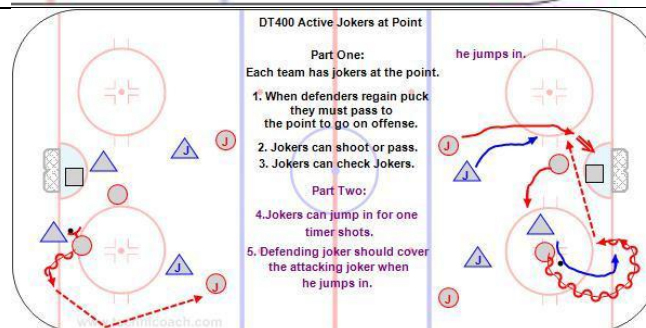 DT400 Active Jokers at Point
Part One:
Each team has jokers at the point.
1. When defenders regain puck
they must pass to
the point to go on offense.
2. Jokers can shoot or pass.
3. Jokers can check Jokers.
Part Two:
4.Jokers can jump in for one
timer shots.
5. Defending joker should cover
the attacking joker when
he jumps in.
he jumps in.
J
J
J
J
J
J
J
J